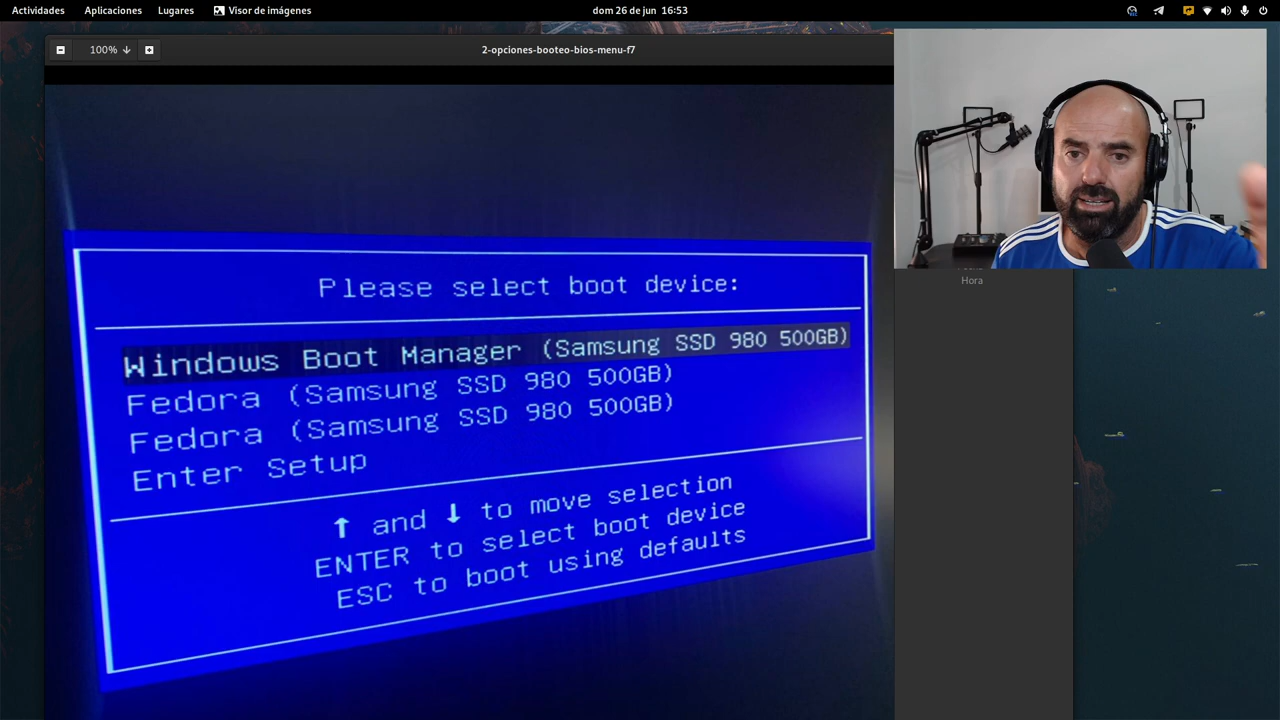 Actividades Aplicaciones Lugares Visor de imágenes dom 26 de jun 16:53
100% 2-opciones-booteo-bios-menu-f7
Please select boot device:
Windows Boot Manager (Samsung SSD 980 500GB)
Fedora (Samsung SSD 980 500GB)
Fedora (Samsung SSD 980 500GB)
Enter Setup
↑ and ↓ to move selection
ENTER to select boot device
ESC to boot using defaults
Hora